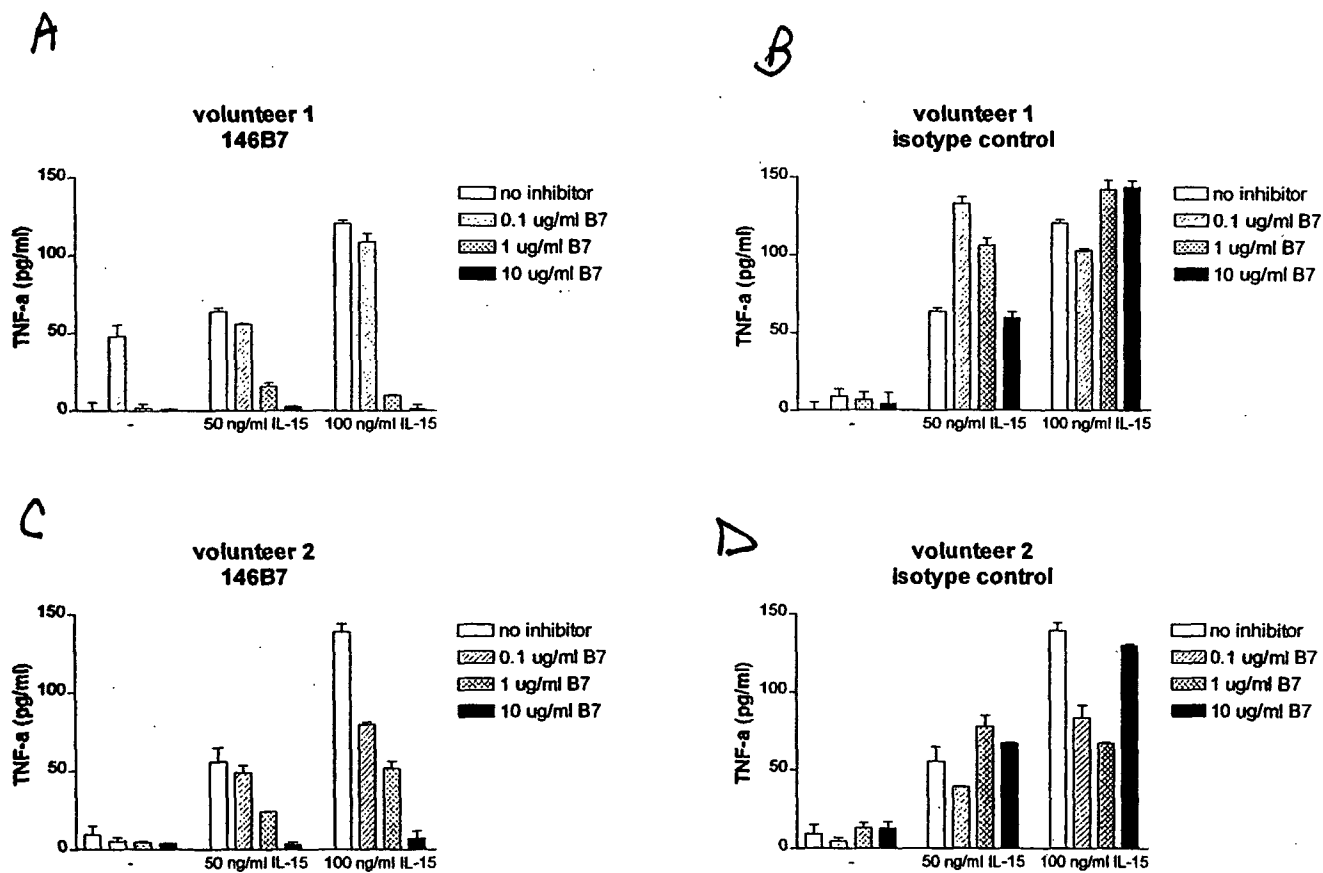 A
volunteer 1
146B7
TNF-a (pg/ml)
150
100
50
0
-
50 ng/ml IL-15
100 ng/ml IL-15
no inhibitor
0.1 ug/ml B7
1 ug/ml B7
10 ug/ml B7
B
volunteer 1
isotype control
TNF-a (pg/ml)
150
100
50
0
-
50 ng/ml IL-15
100 ng/ml IL-15
no inhibitor
0.1 ug/ml B7
1 ug/ml B7
10 ug/ml B7
C
volunteer 2
146B7
TNF-a (pg/ml)
150
100
50
0
-
50 ng/ml IL-15
100 ng/ml IL-15
no inhibitor
0.1 ug/ml B7
1 ug/ml B7
10 ug/ml B7
D
volunteer 2
isotype control
TNF-a (pg/ml)
150
100
50
0
-
50 ng/ml IL-15
100 ng/ml IL-15
no inhibitor
0.1 ug/ml B7
1 ug/ml B7
10 ug/ml B7